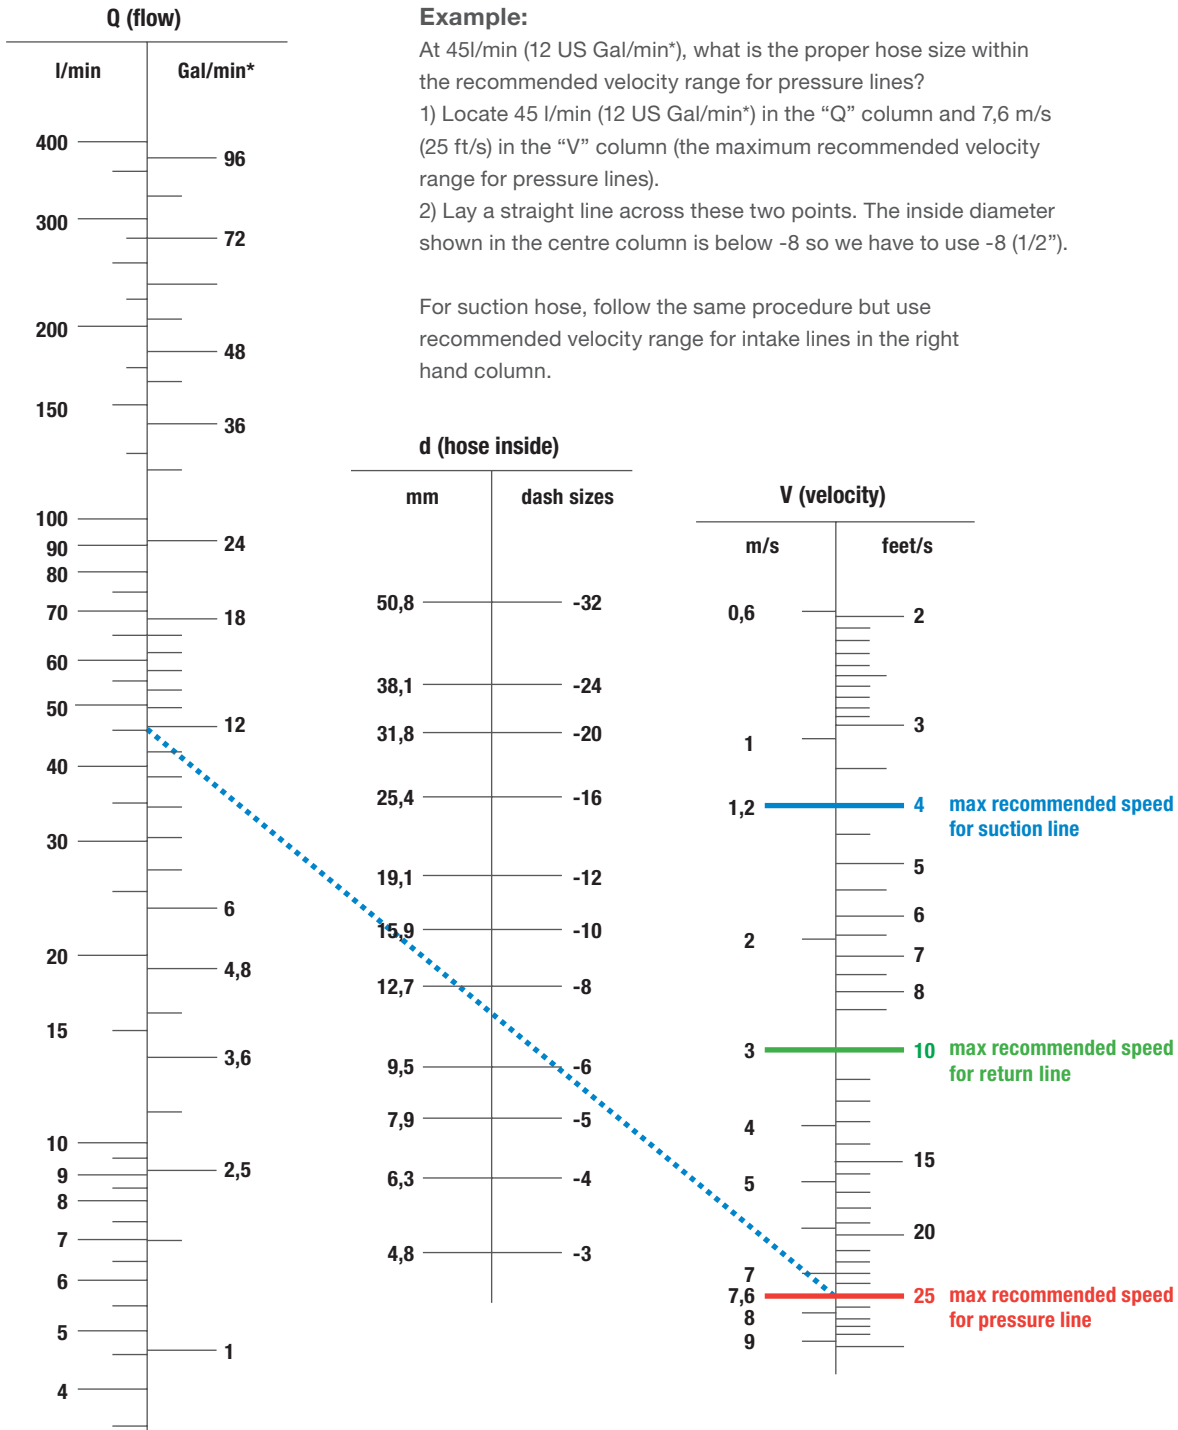 Q (flow)
l/min Gal/min*
400
96
300
72
200
48
150
36
100
24
90
80
70
18
60
50
12
40
30
6
20
4,8
15
3,6
10
2,5
9
8
7
6
5
1
4
Example:
At 45l/min (12 US Gal/min*), what is the proper hose size within
the recommended velocity range for pressure lines?
1) Locate 45 l/min (12 US Gal/min*) in the “Q” column and 7,6 m/s
(25 ft/s) in the “V” column (the maximum recommended velocity
range for pressure lines).
2) Lay a straight line across these two points. The inside diameter
shown in the centre column is below -8 so we have to use -8 (1/2”).
For suction hose, follow the same procedure but use
recommended velocity range for intake lines in the right
hand column.
d (hose inside)
mm dash sizes
50,8 -32
38,1 -24
31,8 -20
25,4 -16
19,1 -12
15,9 -10
12,7 -8
9,5 -6
7,9 -5
6,3 -4
4,8 -3
V (velocity)
m/s feet/s
0,6 2
3
1
1,2 4 max recommended speed
for suction line
5
6
2
7
8
3 10 max recommended speed
for return line
4
15
5
20
7
7,6 25 max recommended speed
for pressure line
8
9